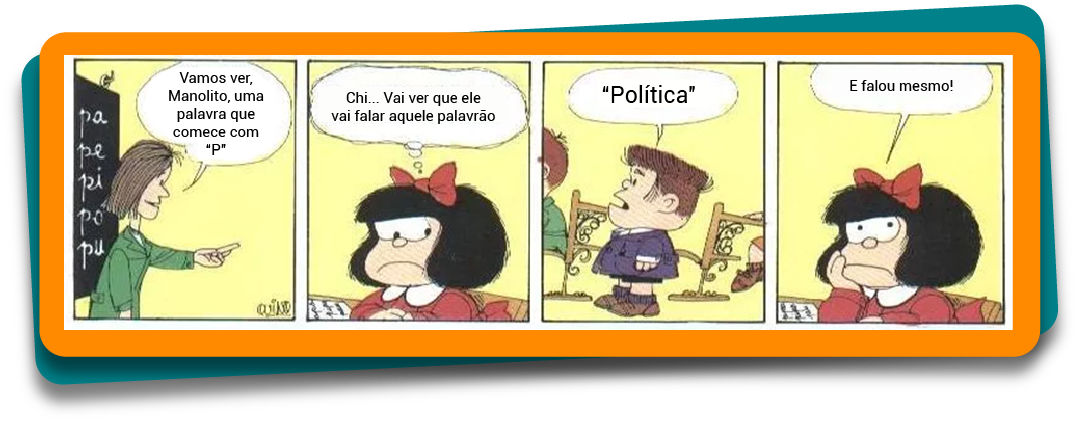 Vamos ver,
Manolito, uma
palavra que
comece com
“P”
pa
pe
pi
po
pu
Chi... Vai ver que ele
vai falar aquele palavrão
“Política”
E falou mesmo!